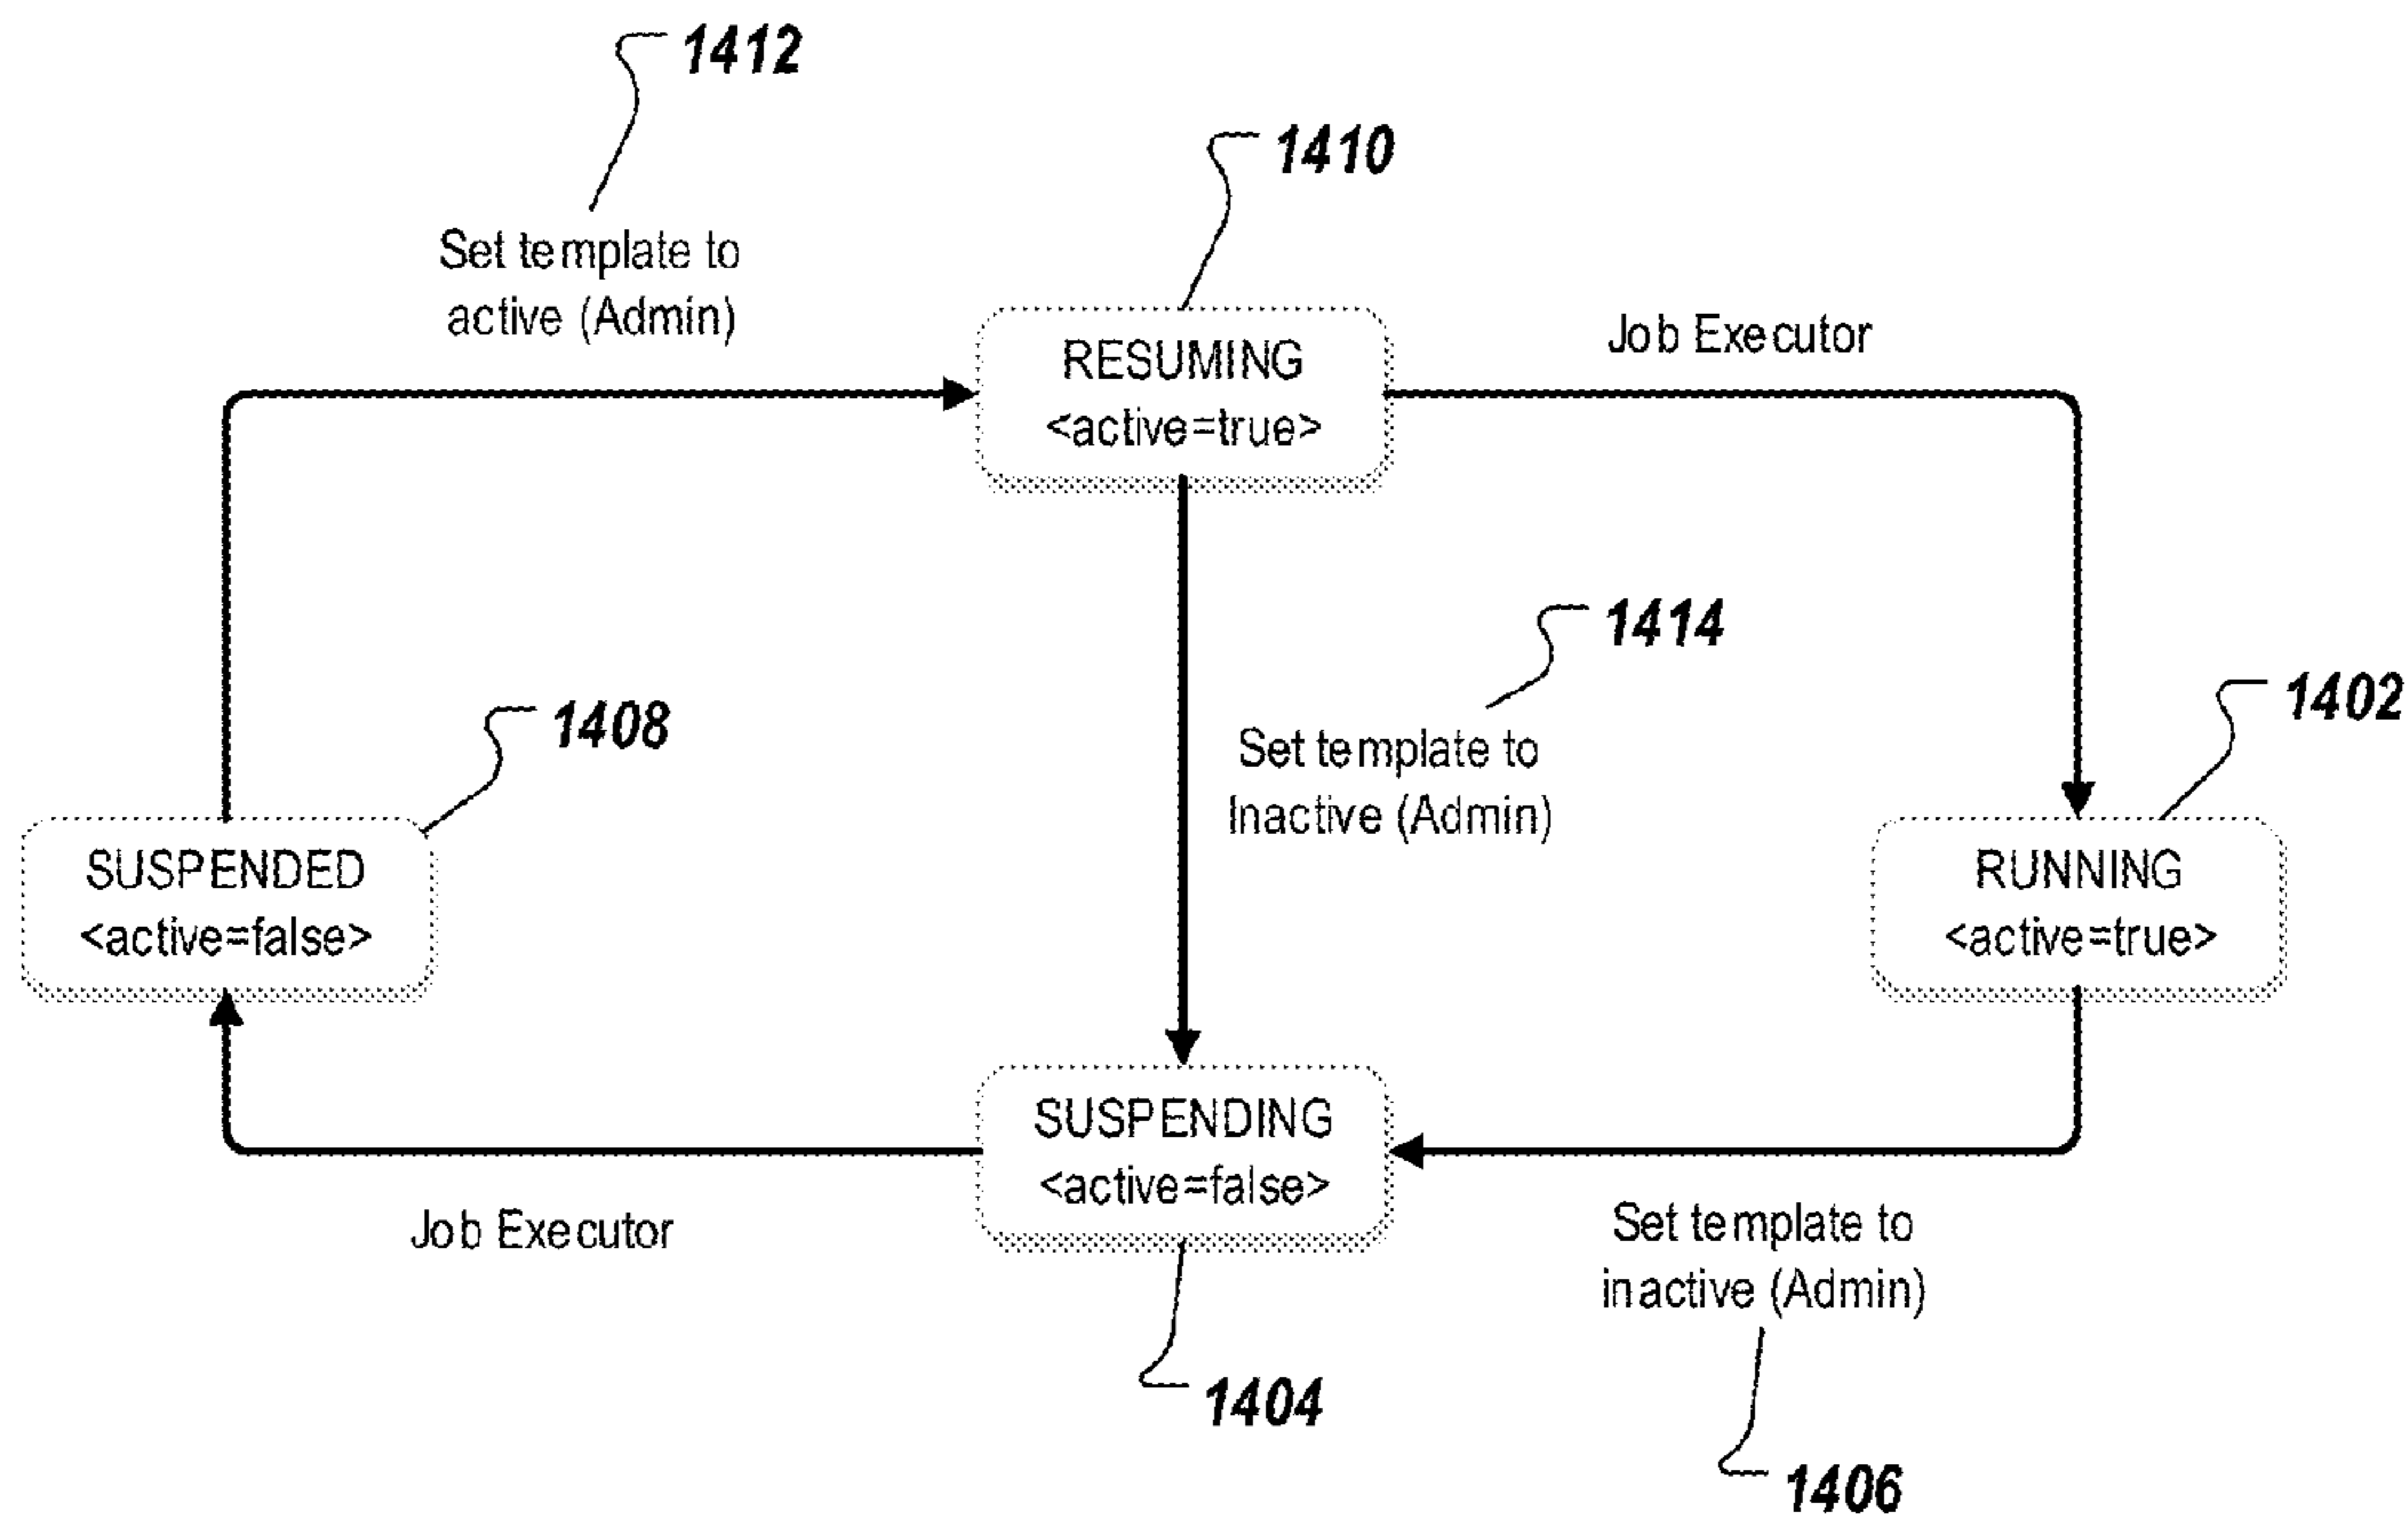 1412
1410
Set template to
active (Admin)
RESUMING
<active=true>
Job Executor
1414
1402
1408
Set template to
Inactive (Admin)
SUSPENDED
<active=false>
RUNNING
<active=true>
SUSPENDING
<active=false>
Job Executor
Set template to
inactive (Admin)
1404
1406